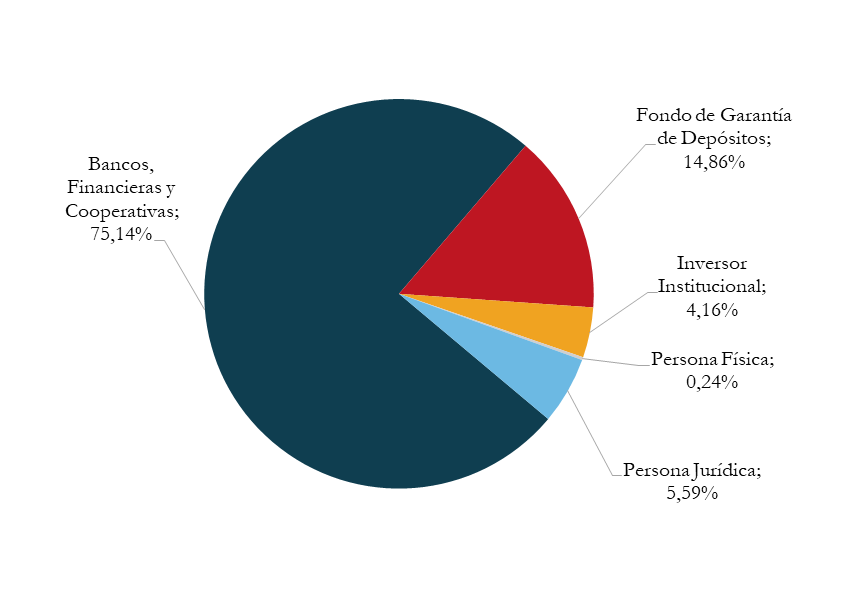 Bancos,
Financieras y
Cooperativas;
75,14%
Fondo de Garantía
de Depósitos;
14,86%
Inversor
Institucional;
4,16%
Persona Física;
0,24%
Persona Jurídica;
5,59%